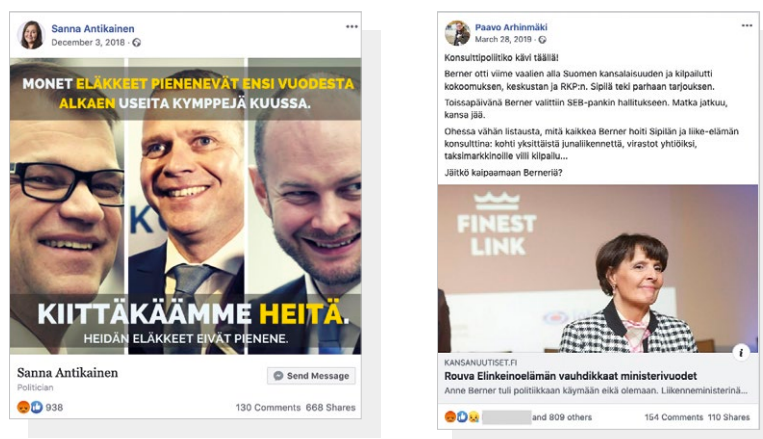 Sanna Antikainen
December 3, 2018 ·
MONET ELÄKKEET PIENENEVÄT ENSI VUODESTA
ALKAEN USEITA KYMPPEJÄ KUUSSA.
KIITTÄKÄÄMME HEITÄ.
HEIDÄN ELÄKKEET EIVÄT PIENENE.
Sanna Antikainen
Politician
Send Message
938
130 Comments 668 Shares
Paavo Arhinmäki
March 28, 2019 ·
Konsulttipoliitiko kävi täällä!
Berner otti viime vaalien alla Suomen kansalaisuuden ja kilpailutti
kokoomuksen, keskustan ja RKP:n. Sipilä teki parhaan tarjouksen.
Toissapäivänä Berner valittiin SEB-pankin hallitukseen. Matka jatkuu,
kansa jää.
Ohessa vähän listausta, mitä kaikkea Berner hoiti Sipilän ja liike-elämän
konsulttina: kohti yksittäistä junaliikennettä, virastot yhtiöiksi,
taksimarkkinoille villi kilpailu...
Jäitkö kaipaamaan Berneriä?
FINEST
LINK
KANSANUUTISET.FI
Rouva Elinkeinoelämän vauhdikkaat ministerivuodet
Anne Berner tuli politiikkaan käymään eikä olemaan. Liikenneministerinä...
and 809 others
154 Comments 110 Shares